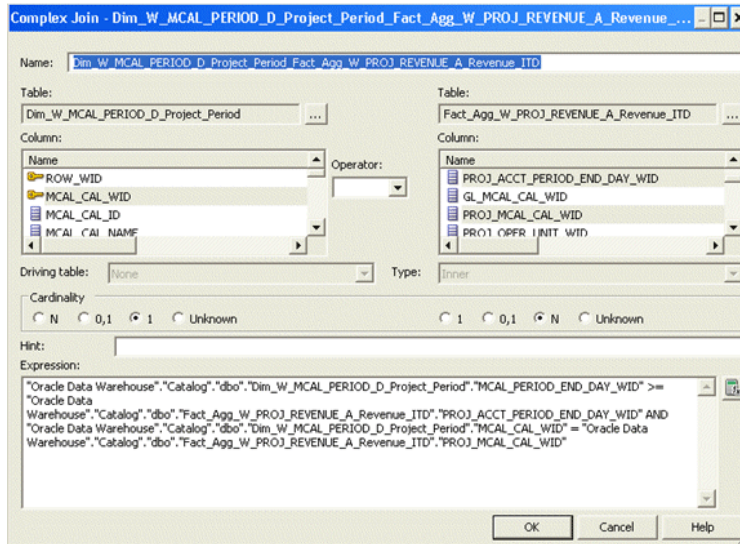 Complex Join - Dim_W_MCAL_PERIOD_D_Project_Period_Fact_Agg_W_PROJ_REVENUE_A_Revenue_...
Name: Dim_W_MCAL_PERIOD_D_Project_Period_Fact_Agg_W_PROJ_REVENUE_A_Revenue_ITD
Table: Table:
Dim_W_MCAL_PERIOD_D_Project_Period ... Fact_Agg_W_PROJ_REVENUE_A_Revenue_ITD ...
Column: Column:
Name Operator: Name
ROW_WID PROJ_ACCT_PERIOD_END_DAY_WID
MCAL_CAL_WID GL_MCAL_CAL_WID
MCAL_CAL_ID PROJ_MCAL_CAL_WID
MCAL_CAL_NAME PROJ_OPER_UNIT_WID
Driving table: None Type: Inner
Cardinality
N 0,1 1 Unknown 1 0,1 N Unknown
Hint:
Expression:
"Oracle Data Warehouse"."Catalog"."dbo"."Dim_W_MCAL_PERIOD_D_Project_Period"."MCAL_PERIOD_END_DAY_WID" >=
"Oracle Data
Warehouse"."Catalog"."dbo"."Fact_Agg_W_PROJ_REVENUE_A_Revenue_ITD"."PROJ_ACCT_PERIOD_END_DAY_WID" AND
"Oracle Data Warehouse"."Catalog"."dbo"."Dim_W_MCAL_PERIOD_D_Project_Period"."MCAL_CAL_WID" = "Oracle Data
Warehouse"."Catalog"."dbo"."Fact_Agg_W_PROJ_REVENUE_A_Revenue_ITD"."PROJ_MCAL_CAL_WID"
OK Cancel Help